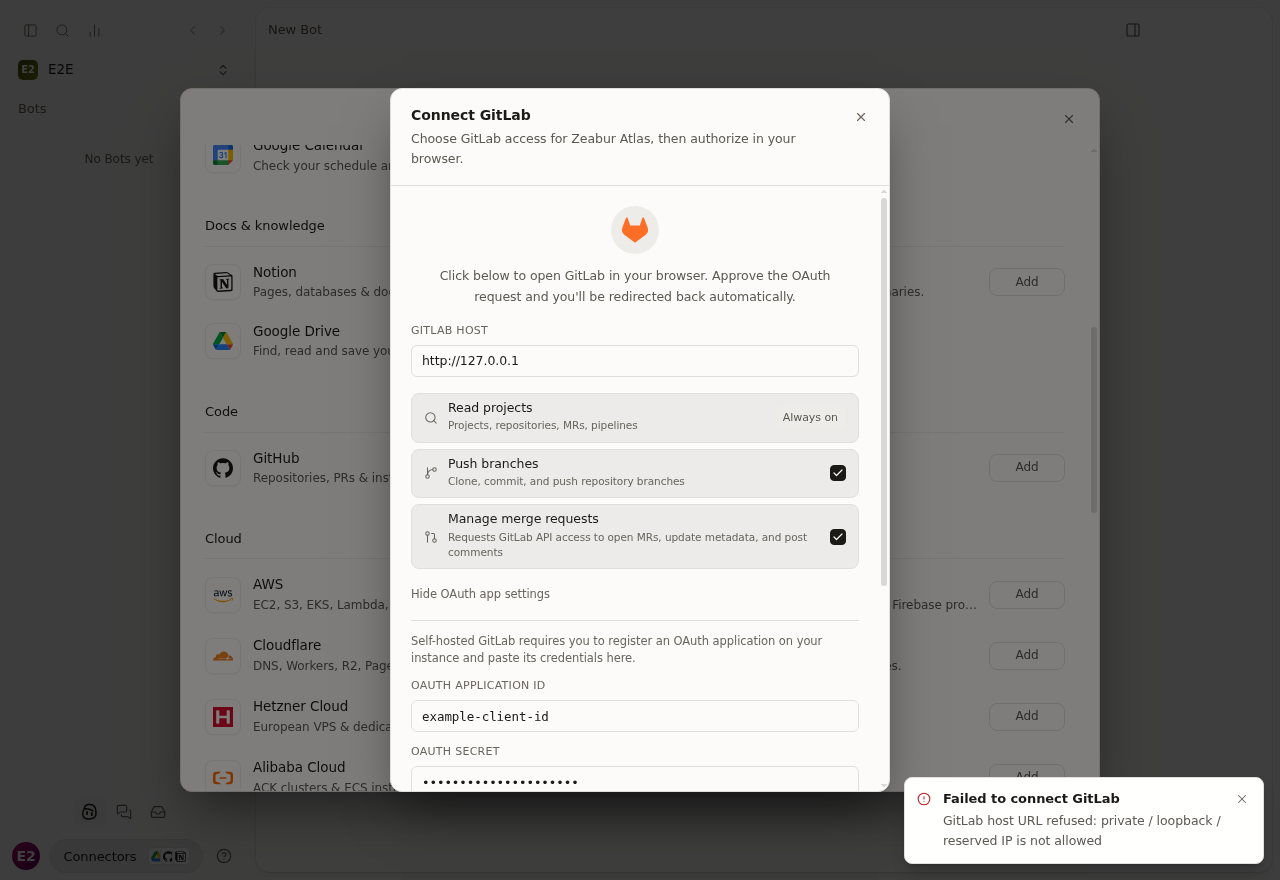 New Bot
E2 E2E
Bots
No Bots yet
Google Calendar
Check your schedule a
Docs & knowledge
Notion
Pages, databases & do
aries.
Add
Google Drive
Find, read and save you
Code
GitHub
Repositories, PRs & inst
Add
Cloud
AWS
EC2, S3, EKS, Lambda,
Firebase pro...
Add
Cloudflare
DNS, Workers, R2, Page
s.
Add
Hetzner Cloud
European VPS & dedica
Add
Alibaba Cloud
ACK clusters & ECS inst
Add
Connect GitLab
Choose GitLab access for Zeabur Atlas, then authorize in your
browser.
Click below to open GitLab in your browser. Approve the OAuth
request and you'll be redirected back automatically.
GITLAB HOST
http://127.0.0.1
Read projects
Projects, repositories, MRs, pipelines
Always on
Push branches
Clone, commit, and push repository branches
Manage merge requests
Requests GitLab API access to open MRs, update metadata, and post
comments
Hide OAuth app settings
Self-hosted GitLab requires you to register an OAuth application on your
instance and paste its credentials here.
OAUTH APPLICATION ID
example-client-id
OAUTH SECRET
••••••••••••••••••••
E2 Connectors
Failed to connect GitLab
GitLab host URL refused: private / loopback /
reserved IP is not allowed